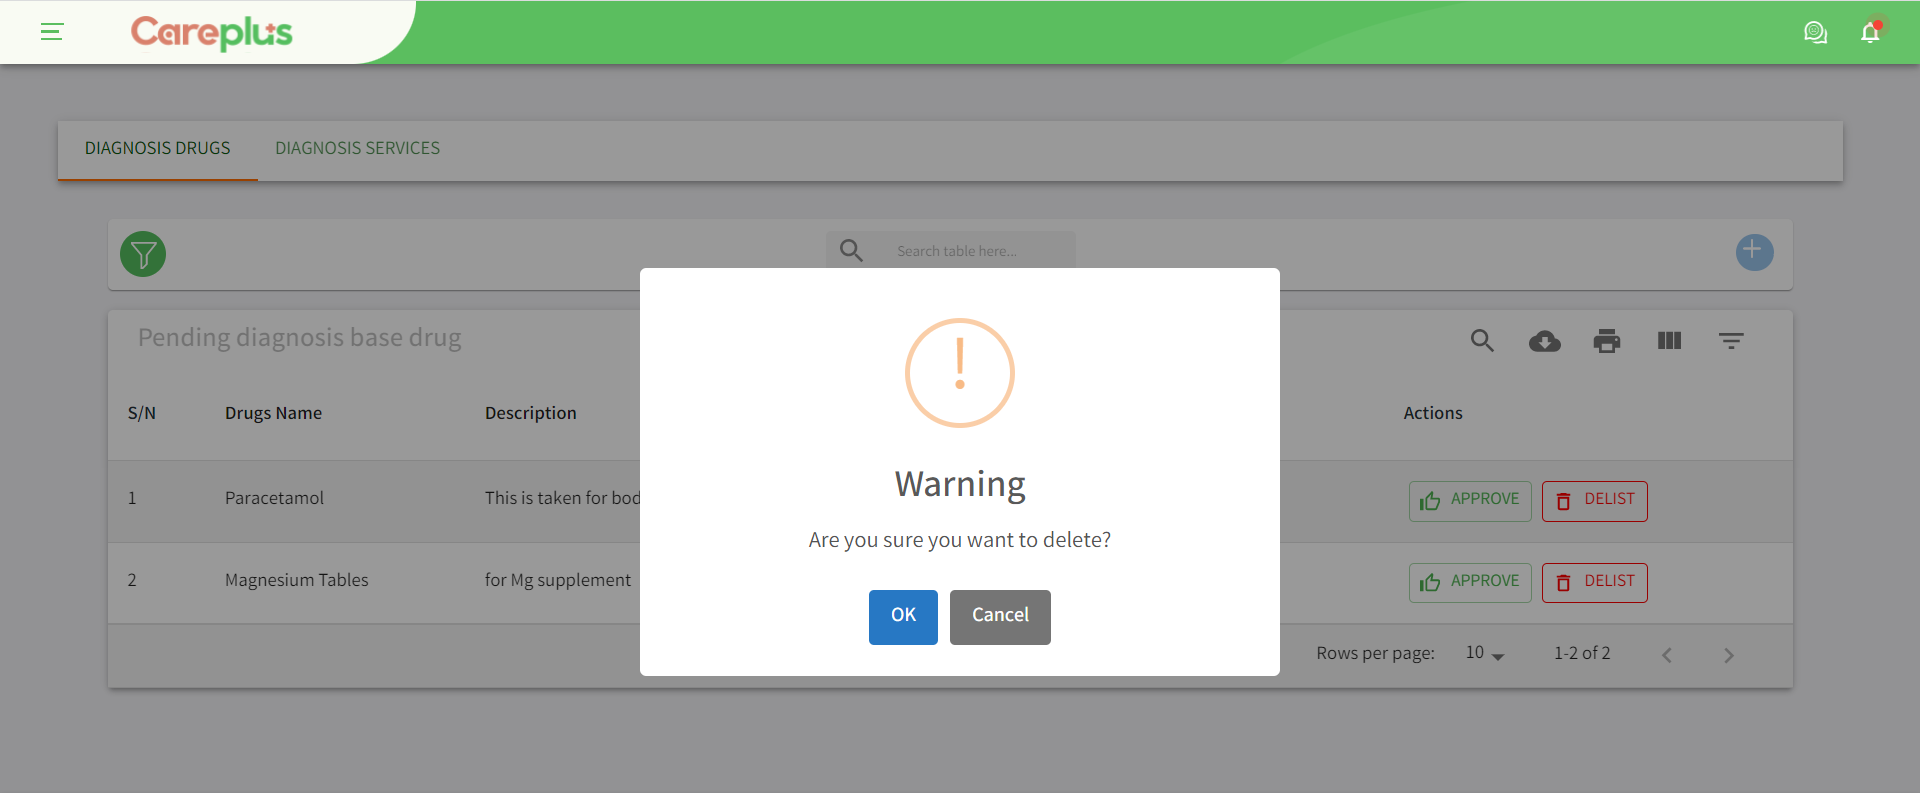 Careplus
DIAGNOSIS DRUGS DIAGNOSIS SERVICES
Search table here...
Pending diagnosis base drug
S/N Drugs Name Description Actions
1 Paracetamol This is taken for bod APPROVE DELIST
2 Magnesium Tables for Mg supplement APPROVE DELIST
Rows per page: 10 1-2 of 2
!
Warning
Are you sure you want to delete?
OK Cancel